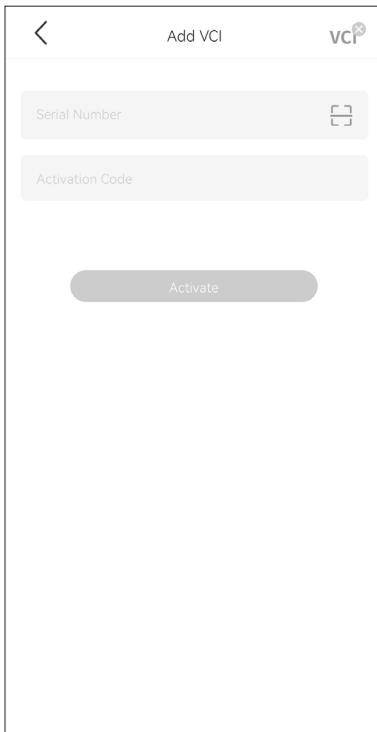 Add VCI
VCI
Serial Number
Activation Code
Activate